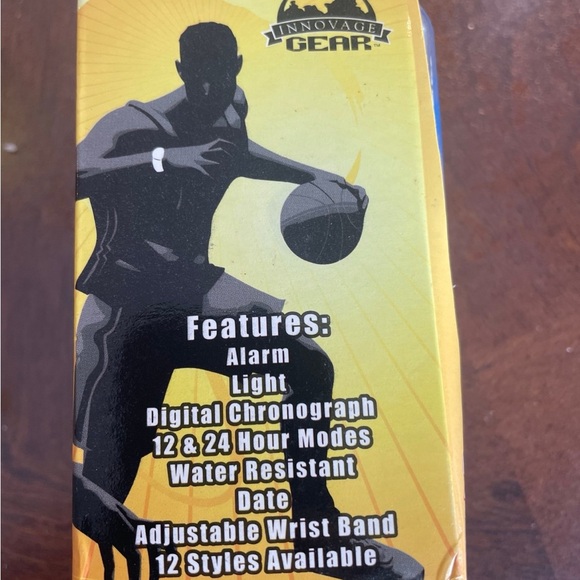 INNOVAGE
GEAR™
Features:
Alarm
Light
Digital Chronograph
12 & 24 Hour Modes
Water Resistant
Date
Adjustable Wrist Band
12 Styles Available